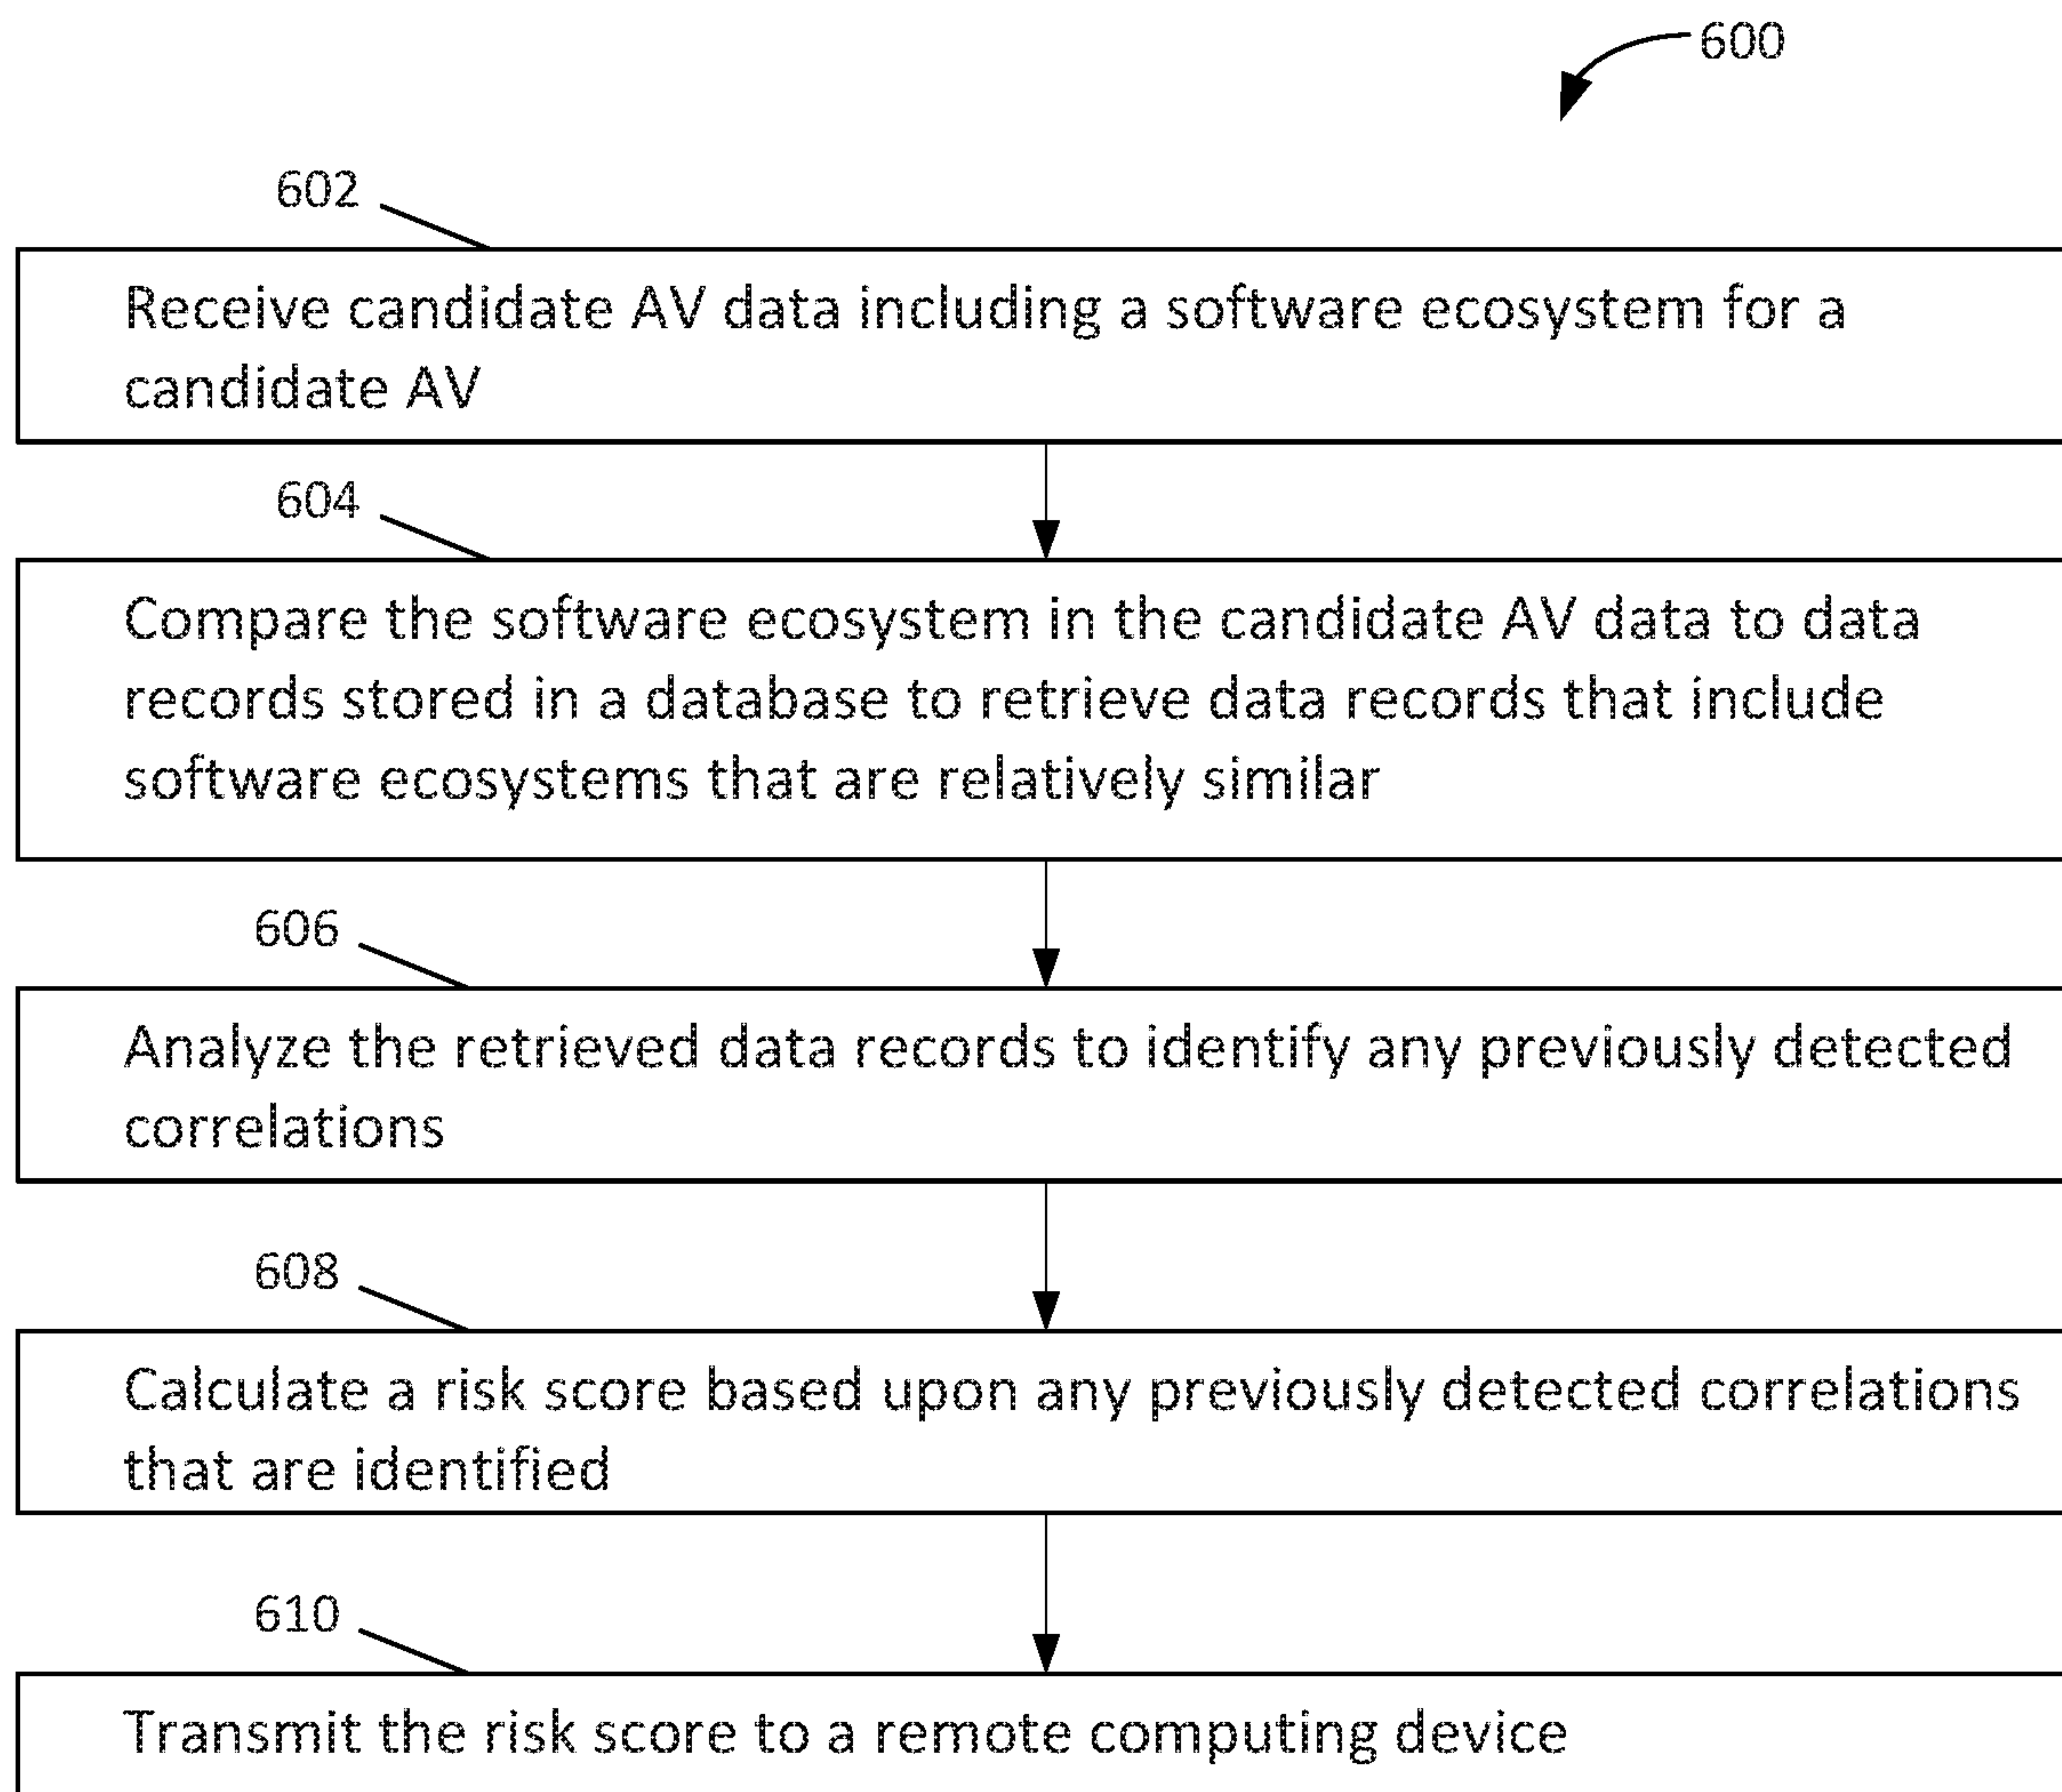 600
602
Receive candidate AV data including a software ecosystem for a
candidate AV
604
Compare the software ecosystem in the candidate AV data to data
records stored in a database to retrieve data records that include
software ecosystems that are relatively similar
606
Analyze the retrieved data records to identify any previously detected
correlations
608
Calculate a risk score based upon any previously detected correlations
that are identified
610
Transmit the risk score to a remote computing device